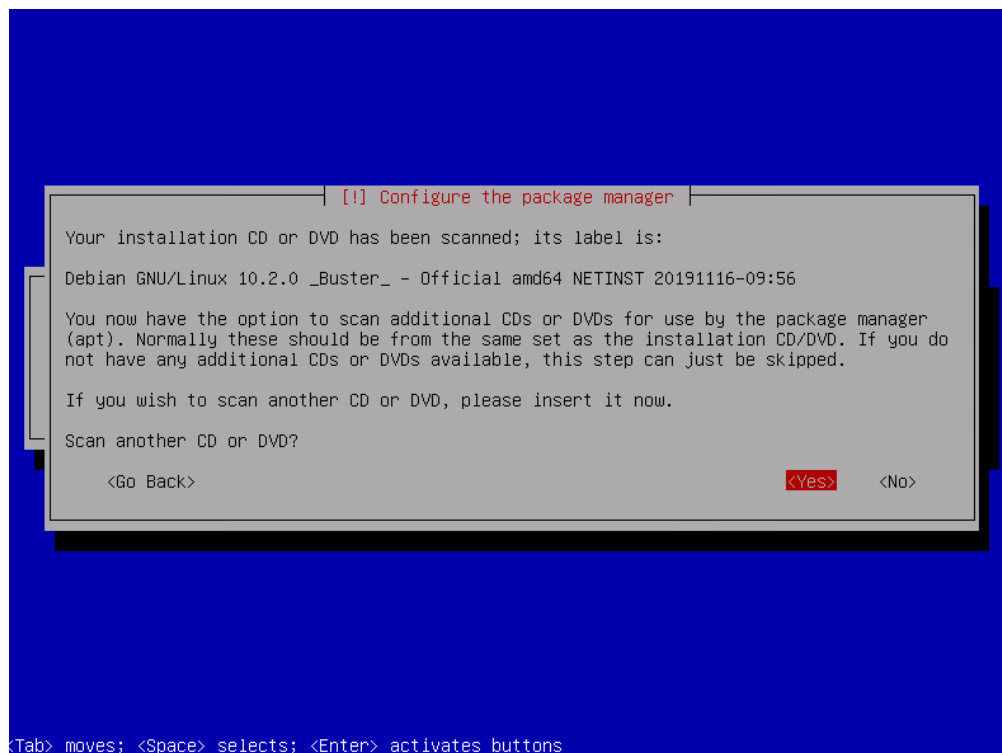 [!] Configure the package manager
Your installation CD or DVD has been scanned; its label is:
Debian GNU/Linux 10.2.0 _Buster_ - Official amd64 NETINST 20191116-09:56
You now have the option to scan additional CDs or DVDs for use by the package manager
(apt). Normally these should be from the same set as the installation CD/DVD. If you do
not have any additional CDs or DVDs available, this step can just be skipped.
If you wish to scan another CD or DVD, please insert it now.
Scan another CD or DVD?
<Go Back> <Yes> <No>
<Tab> moves; <Space> selects; <Enter> activates buttons